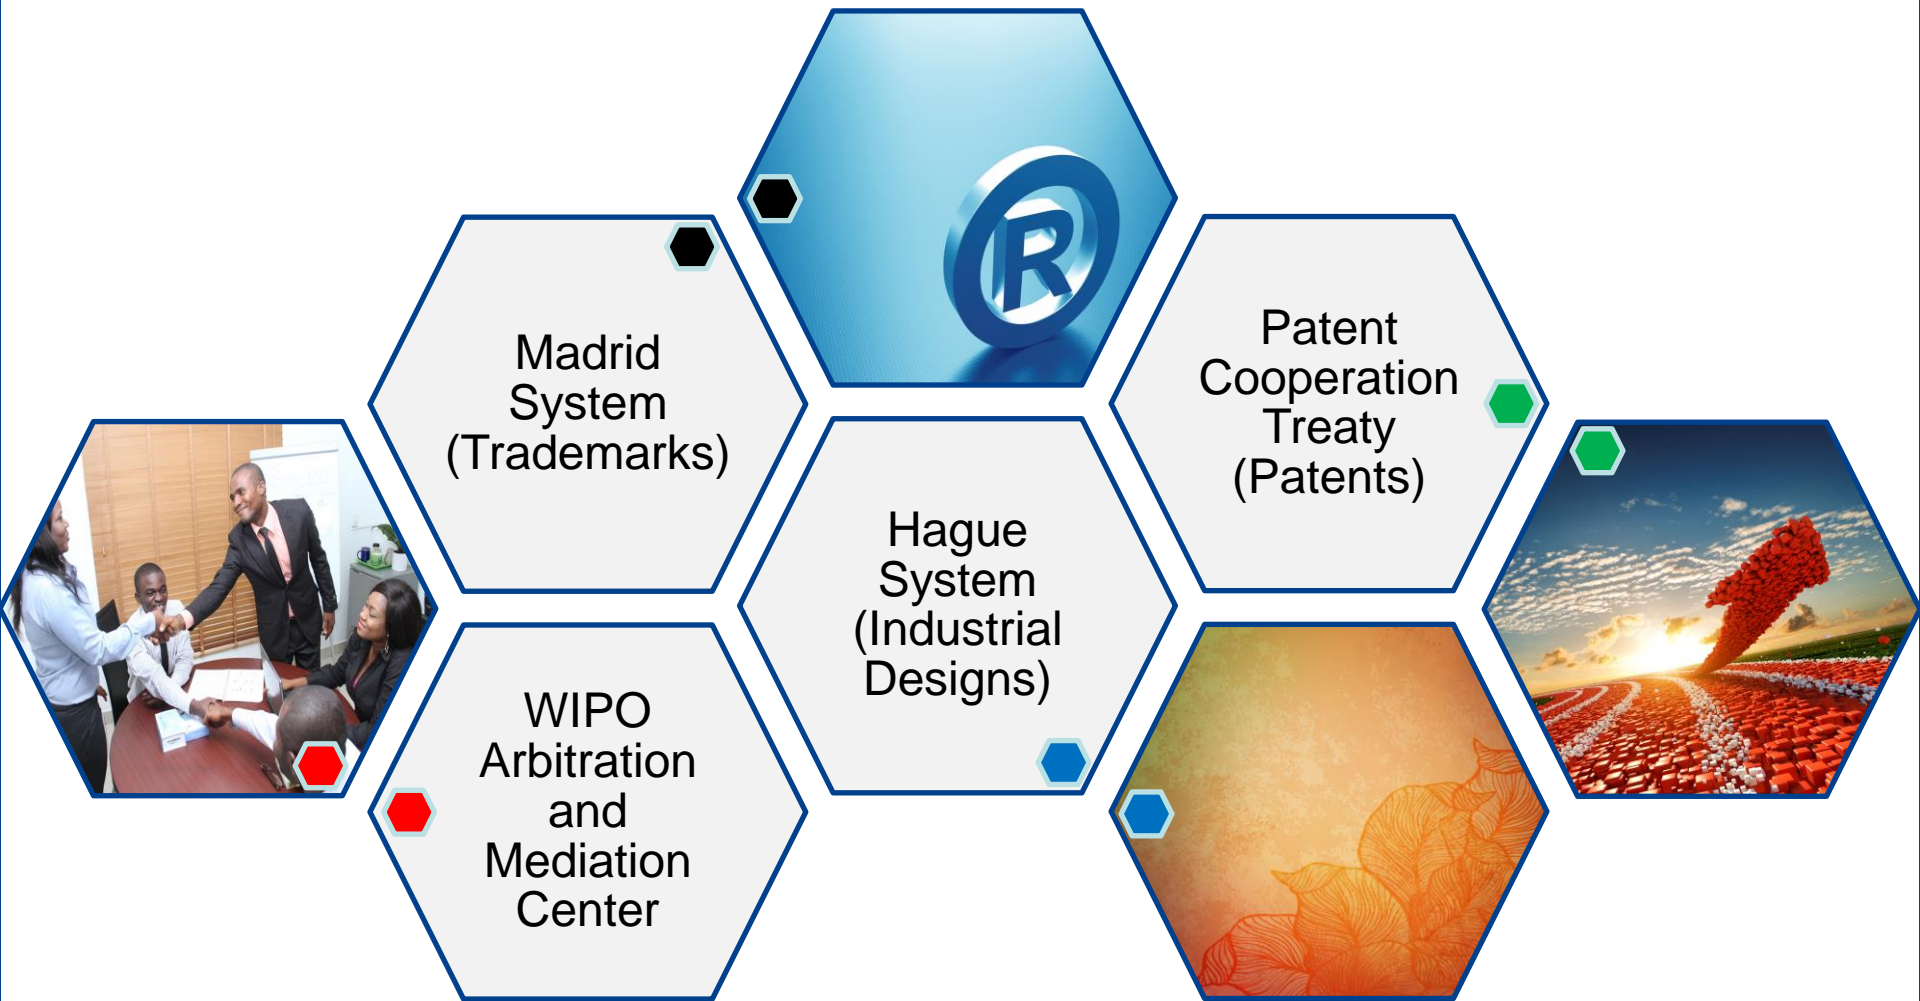 R
Madrid
System
(Trademarks)
Patent
Cooperation
Treaty
(Patents)
Hague
System
(Industrial
Designs)
WIPO
Arbitration
and
Mediation
Center